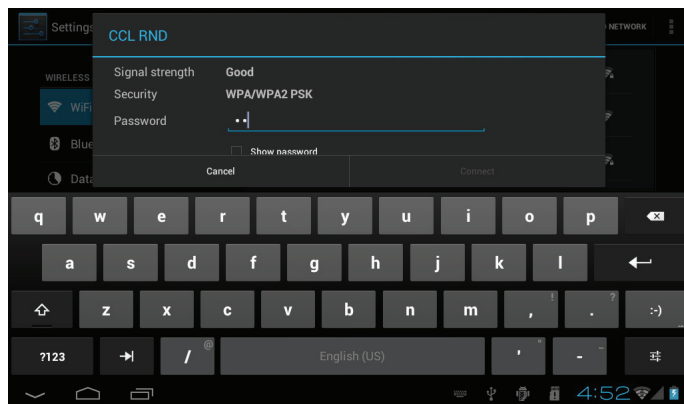 Settings
CCL RND
NETWORK
Signal strength Good
WIRELESS
Security WPA/WPA2 PSK
WiFi
Password ••
Blue
Show password
Cancel Connect
Data
q w e r t y u i o p
a s d f g h j k l
z x c v b n m , ! . ? :-)
?123 / @ English (US) ' " - _
4:52